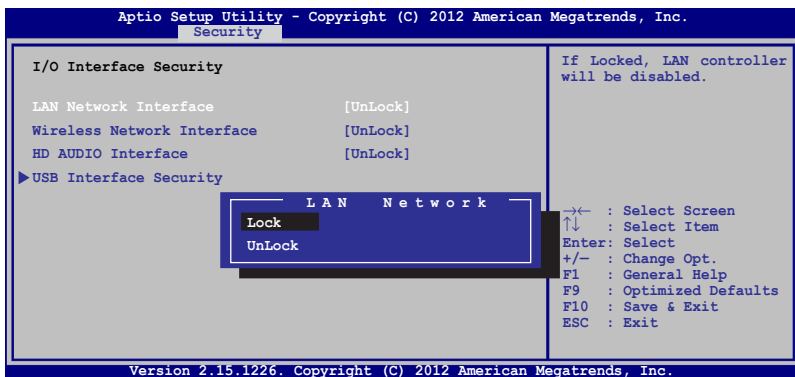 Aptio Setup Utility - Copyright (C) 2012 American Megatrends, Inc.
Security
I/O Interface Security
LAN Network Interface [UnLock]
Wireless Network Interface [UnLock]
HD AUDIO Interface [UnLock]
USB Interface Security
LAN Network
Lock
UnLock
If Locked, LAN controller
will be disabled.
→← : Select Screen
↑↓ : Select Item
Enter: Select
+/— : Change Opt.
F1 : General Help
F9 : Optimized Defaults
F10 : Save & Exit
ESC : Exit
Version 2.15.1226. Copyright (C) 2012 American Megatrends, Inc.